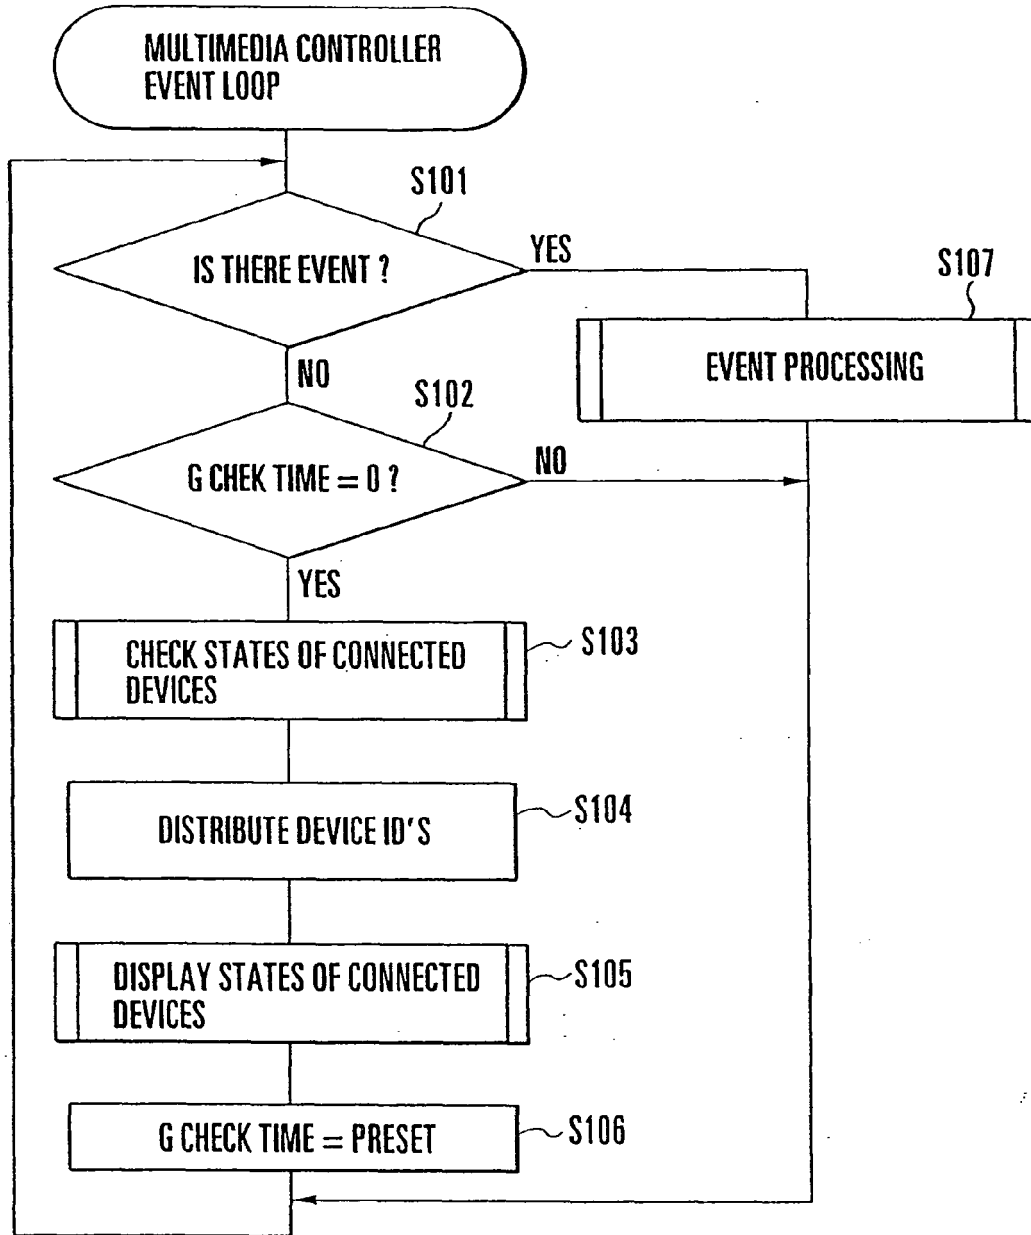 MULTIMEDIA CONTROLLER
EVENT LOOP
S101
IS THERE EVENT ?
YES
S107
EVENT PROCESSING
NO
S102
G CHEK TIME = 0 ?
NO
YES
CHECK STATES OF CONNECTED
DEVICES
S103
DISTRIBUTE DEVICE ID'S
S104
DISPLAY STATES OF CONNECTED
DEVICES
S105
G CHECK TIME = PRESET
S106